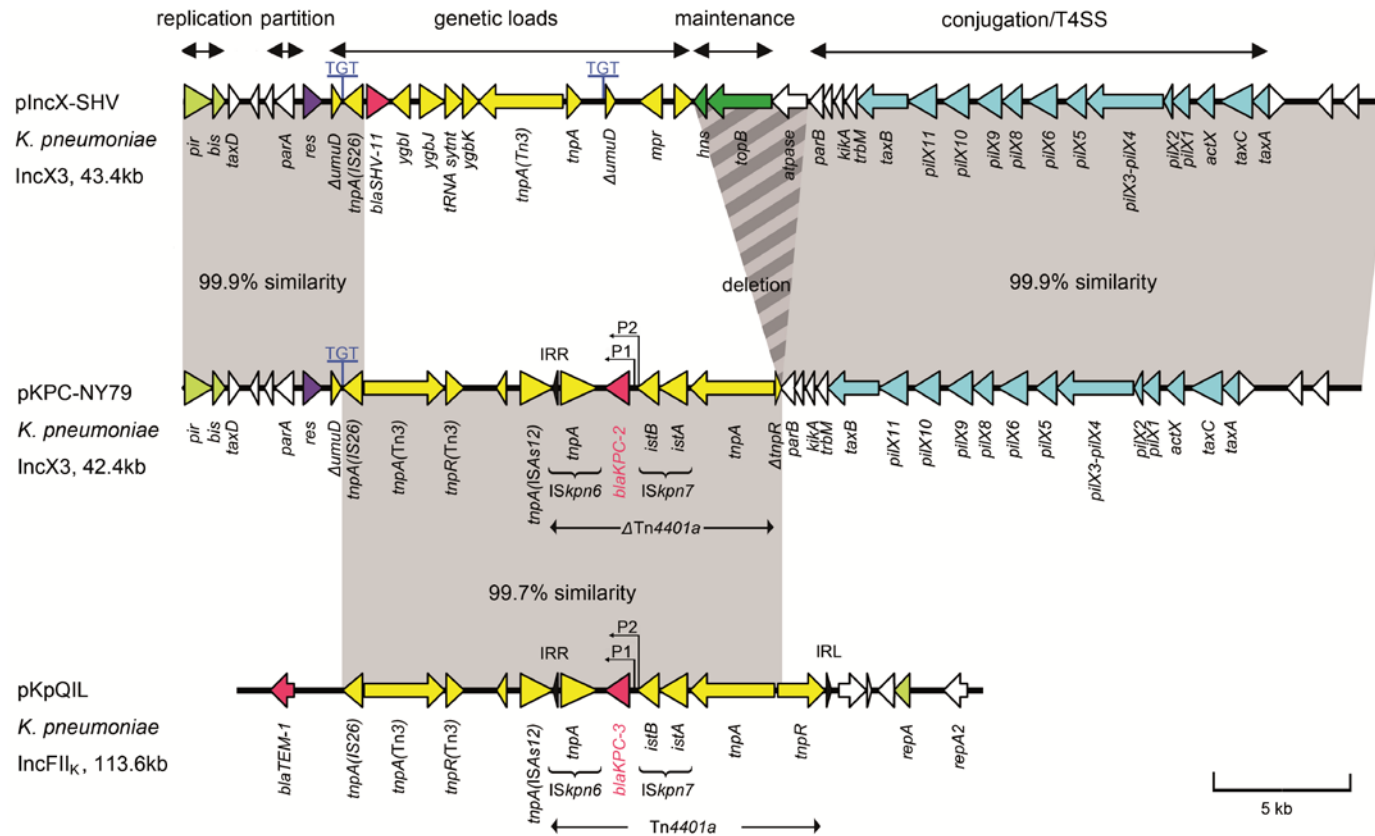 replication partition genetic loads maintenance conjugation/T4SS
TGT TGT
pIncX-SHV
K. pneumoniae
IncX3, 43.4kb
pir bis taxD parA res ΔumuD tnpA(IS26) blaSHV-11 ygbI ygbJ tRNA sytnt ygbK tnpA(Tn3) tnpA ΔumuD mpr hns topB atpase parB kikA trbM taxB pilX11 pilX10 pilX9 pilX8 pilX6 pilX5 pilX3-pilX4 pilX2 pilX1 actX taxC taxA
99.9% similarity deletion 99.9% similarity
TGT IRR P2
P1
pKPC-NY79
K. pneumoniae
IncX3, 42.4kb
pir bis taxD parA res ΔumuD tnpA(IS26) tnpA(Tn3) tnpR(Tn3) tnpA(ISAs12) tnpA blaKPC-2 istB istA tnpA ΔtnpR parB kikA trbM taxB pilX11 pilX10 pilX9 pilX8 pilX6 pilX5 pilX3-pilX4 pilX2 pilX1 actX taxC taxA
ISkpn6 ISkpn7
ΔTn4401a
99.7% similarity
P2
IRR P1 IRL
pKpQIL
K. pneumoniae
IncFIIK, 113.6kb
blaTEM-1 tnpA(IS26) tnpA(Tn3) tnpR(Tn3) tnpA(ISAs12) tnpA blaKPC-3 istB istA tnpA tnpR repA repA2
ISkpn6 ISkpn7
Tn4401a
5 kb